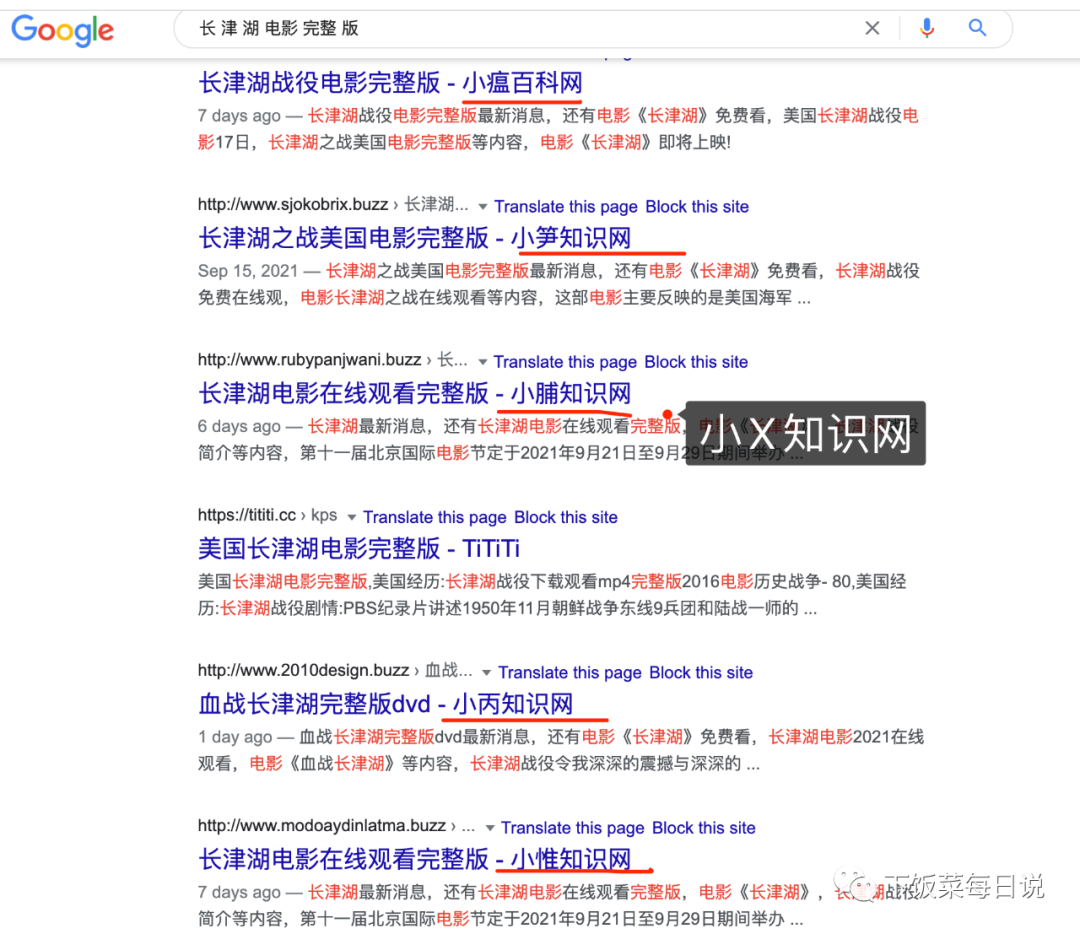 Google
长 津 湖 电影 完整 版
长津湖战役电影完整版 - 小瘟百科网
7 days ago — 长津湖战役电影完整版最新消息，还有电影《长津湖》免费看，美国长津湖战役电
影17日，长津湖之战美国电影完整版等内容，电影《长津湖》即将上映!
http://www.sjokobrix.buzz › 长津湖... Translate this page Block this site
长津湖之战美国电影完整版 - 小笋知识网
Sep 15, 2021 — 长津湖之战美国电影完整版最新消息，还有电影《长津湖》免费看，长津湖战役
免费在线观，电影长津湖之战在线观看等内容，这部电影主要反映的是美国海军 ...
http://www.rubypanjwani.buzz › 长... Translate this page Block this site
长津湖电影在线观看完整版 - 小脯知识网
6 days ago — 长津湖最新消息，还有长津湖电影在线观看完整版，电影《长津湖》，长津湖战役
小X知识网
简介等内容，第十一届北京国际电影节定于2021年9月21日至9月29日期间举办 ...
https://tititi.cc › kps Translate this page Block this site
美国长津湖电影完整版 - TiTiTi
美国长津湖电影完整版,美国经历:长津湖战役下载观看mp4完整版2016电影历史战争- 80,美国经
历:长津湖战役剧情:PBS纪录片讲述1950年11月朝鲜战争东线9兵团和陆战一师的 ...
http://www.2010design.buzz › 血战... Translate this page Block this site
血战长津湖完整版dvd - 小丙知识网
1 day ago — 血战长津湖完整版dvd最新消息，还有电影《长津湖》免费看，长津湖电影2021在线
观看，电影《血战长津湖》等内容，长津湖战役令我深深的震撼与深深的 ...
http://www.modoaydinlatma.buzz › ... Translate this page Block this site
长津湖电影在线观看完整版 - 小惟知识网
7 days ago — 长津湖最新消息，还有长津湖电影在线观看完整版，电影《长津湖》，长津湖战役
下饭菜每日说
简介等内容，第十一届北京国际电影节定于2021年9月21日至9月29日期间举办 ...